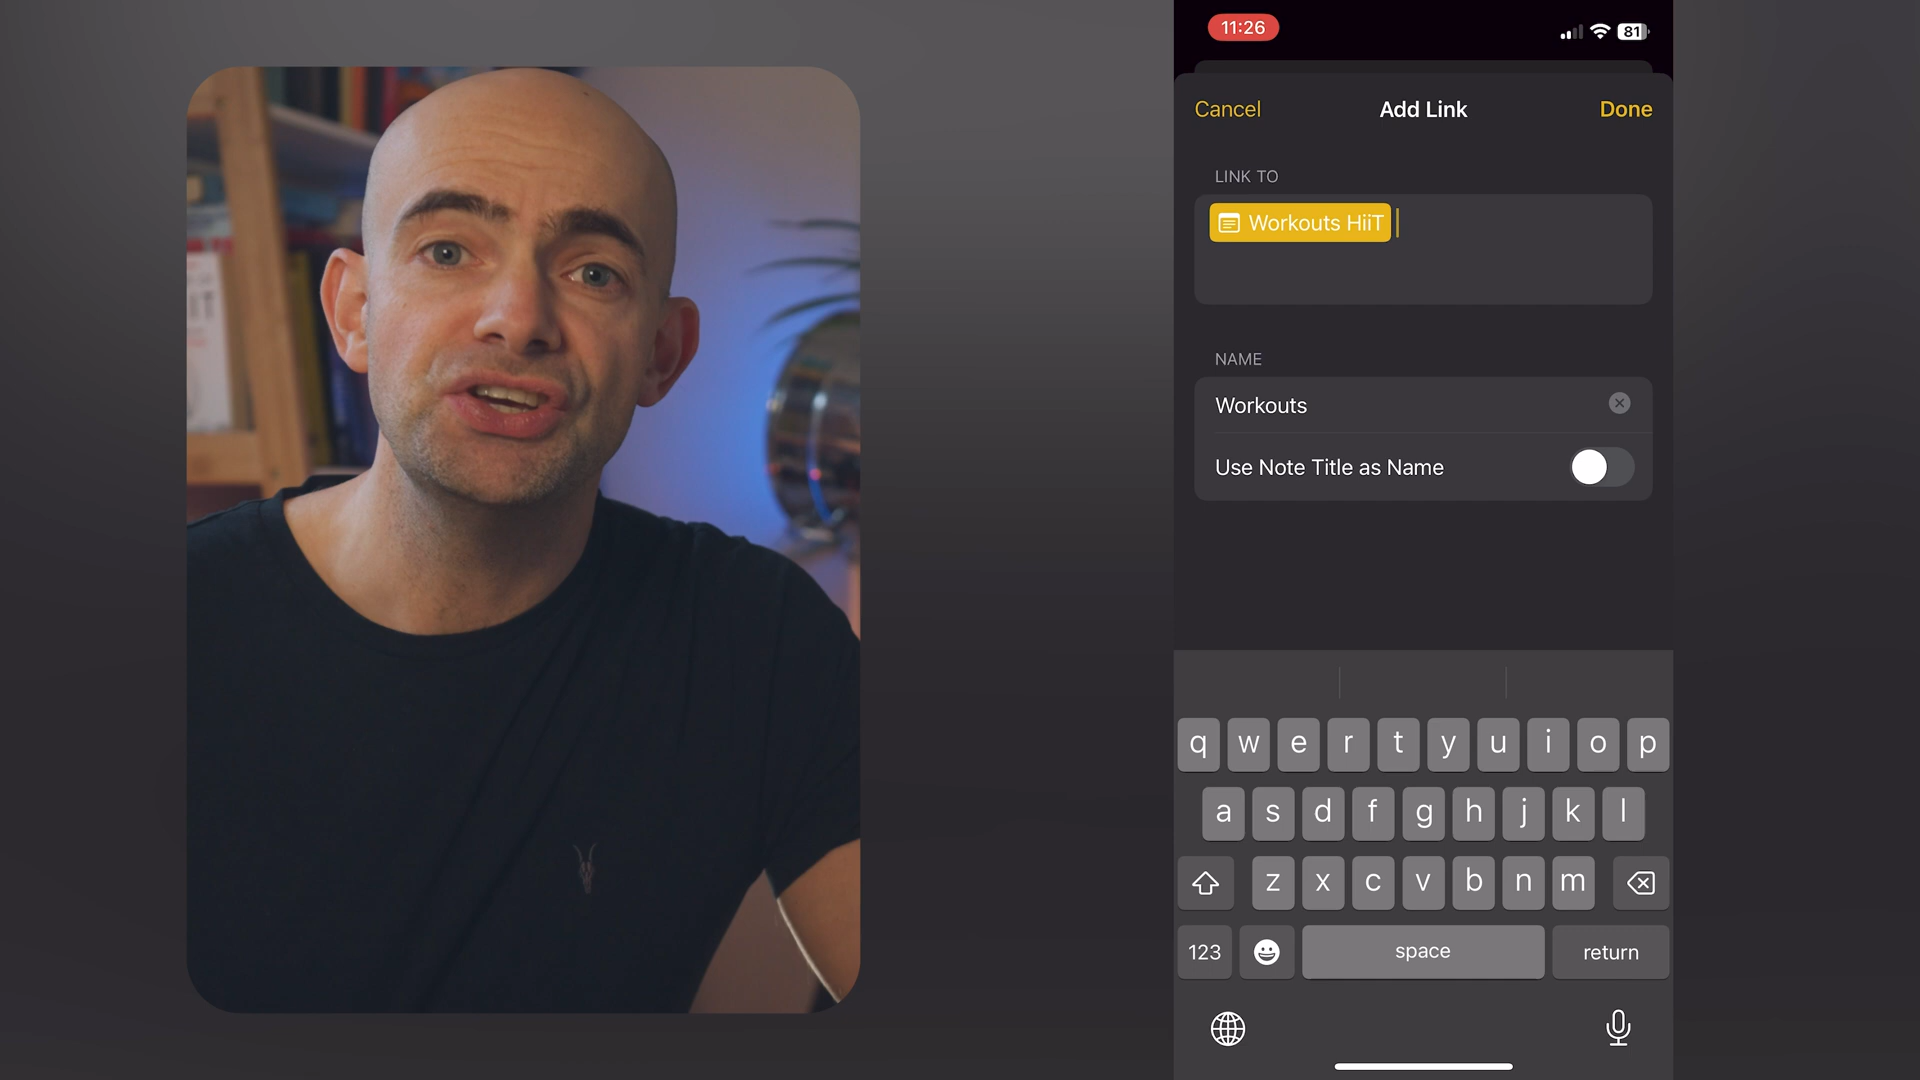 11:26
81
Cancel
Add Link
Done
LINK TO
Workouts HiiT
NAME
Workouts
Use Note Title as Name
q w e r t y u i o p
a s d f g h j k l
z x c v b n m
123
space
return